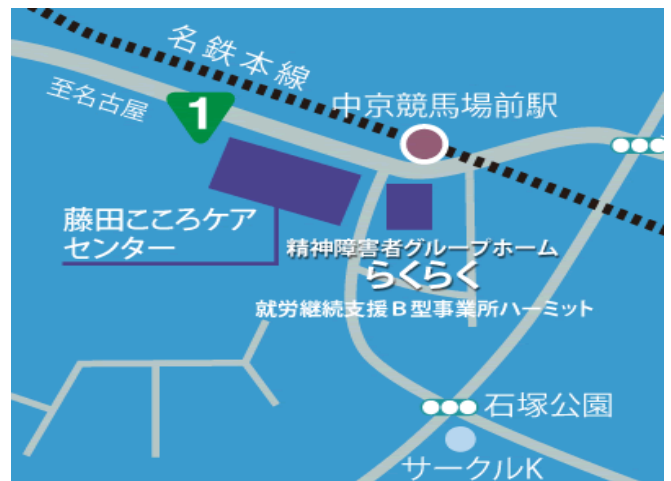 名鉄本線
至名古屋
1
中京競馬場前駅
藤田こころケア
センター
精神障害者グループホーム
らくらく
就労継続支援B型事業所ハーミット
石塚公園
サークルK